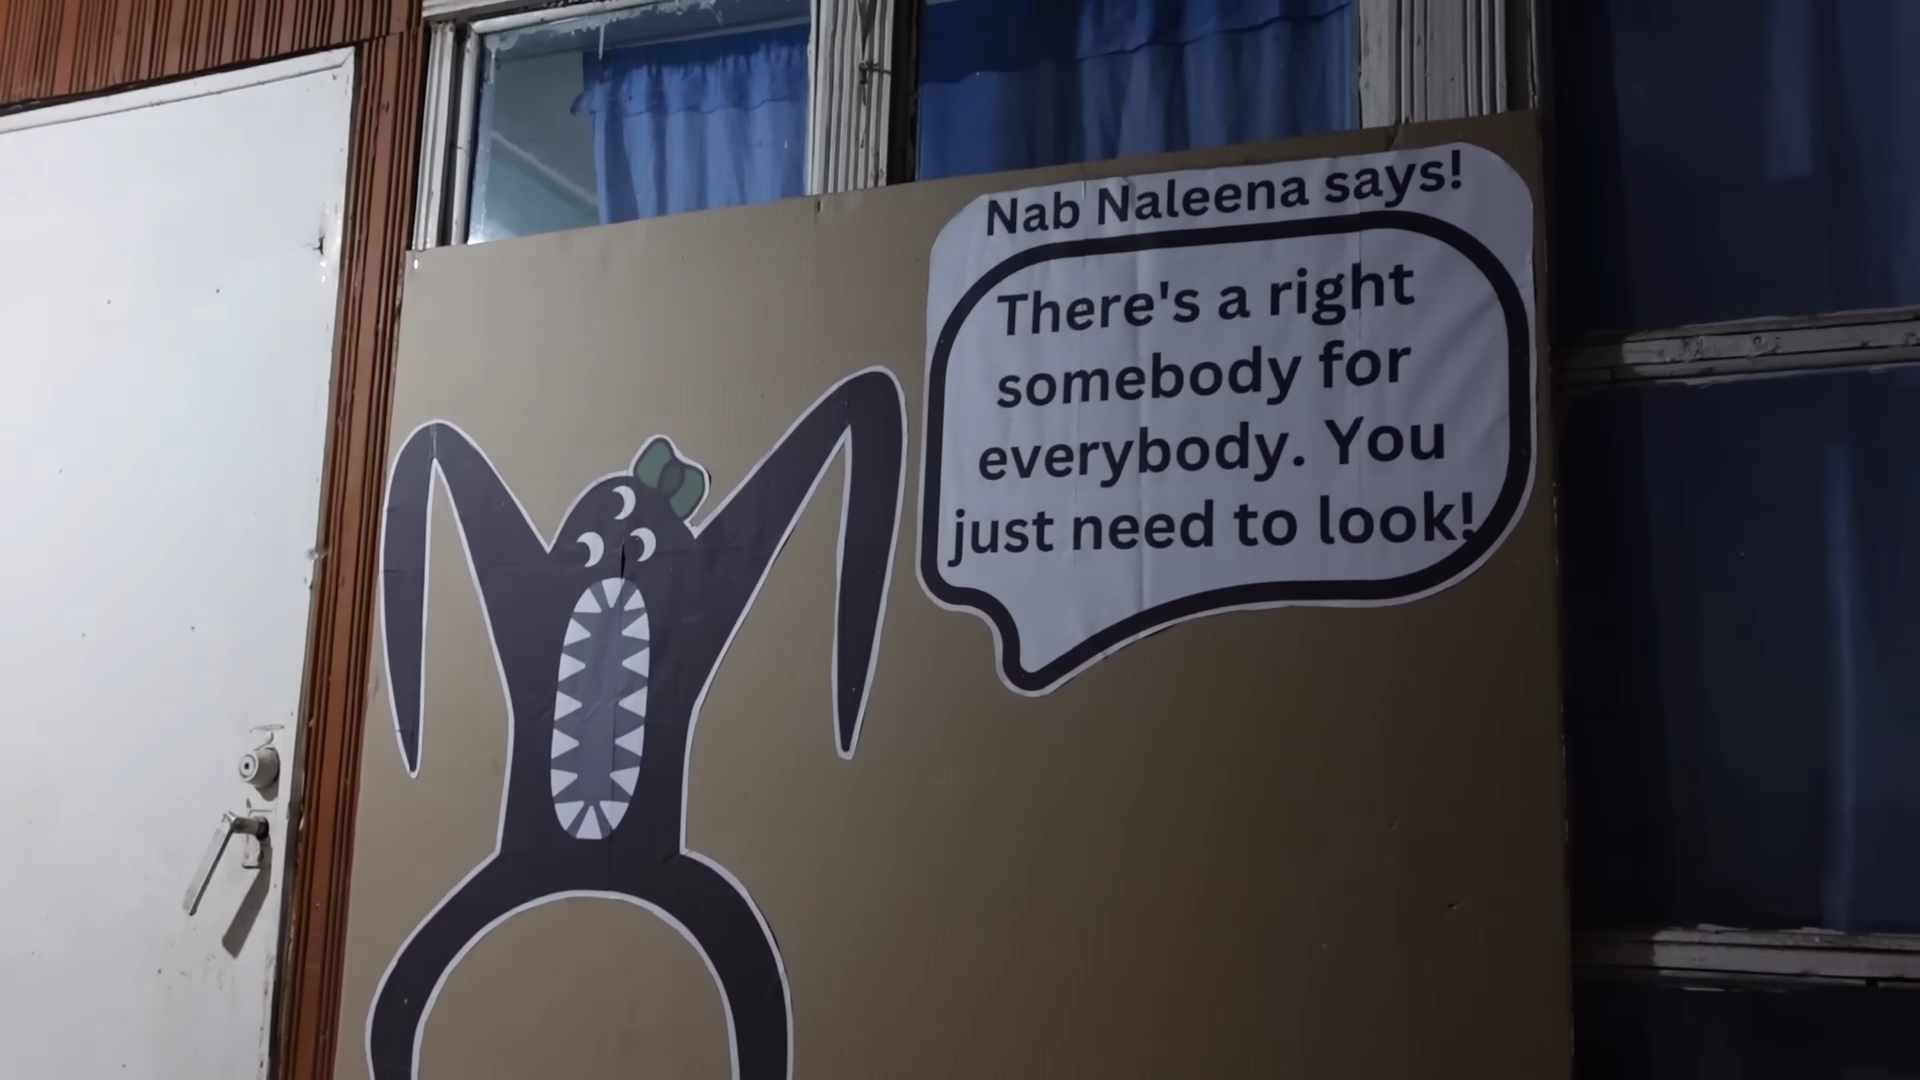 Nab Naleena says!
There's a right
somebody for
everybody. You
just need to look!